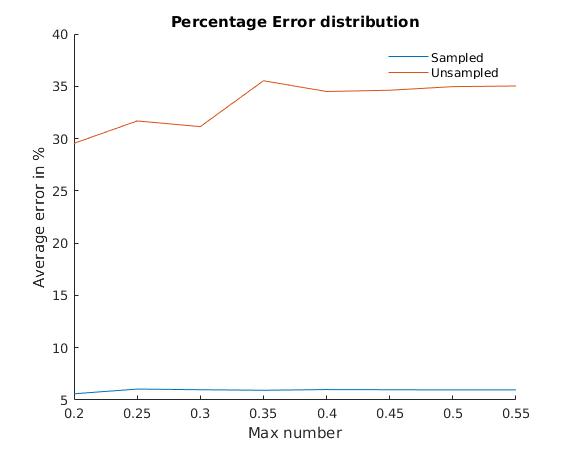 Percentage Error distribution
40
Sampled
Unsampled
35
30
25
20
15
10
5
Average error in %
0.2 0.25 0.3 0.35 0.4 0.45 0.5 0.55
Max number